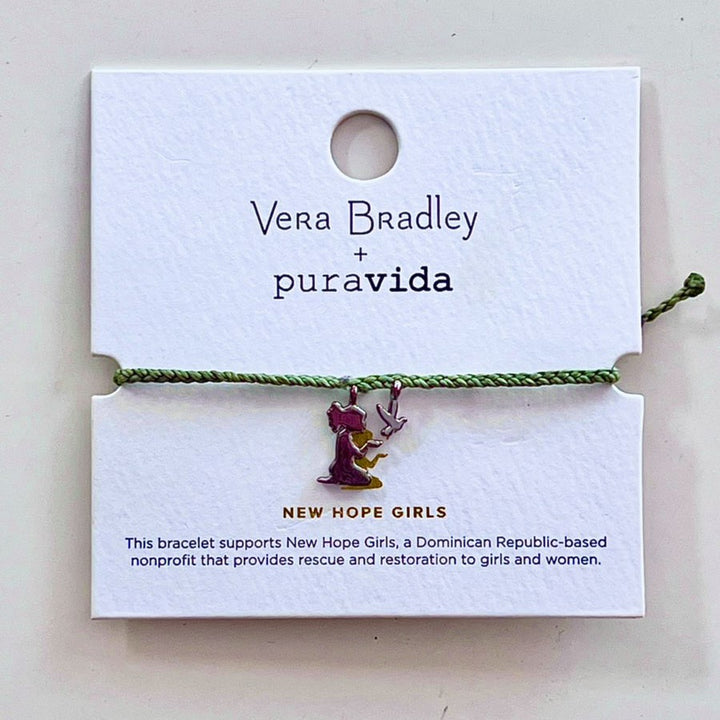 Vera Bradley
+
puravida
NEW HOPE GIRLS
This bracelet supports New Hope Girls, a Dominican Republic-based
nonprofit that provides rescue and restoration to girls and women.